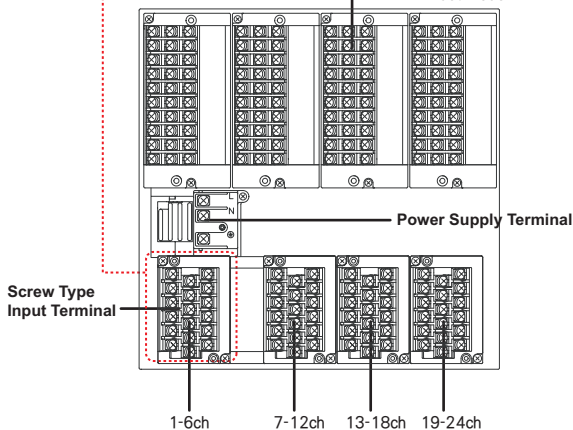 L
N
Power Supply Terminal
Screw Type
Input Terminal
1-6ch
7-12ch
13-18ch
19-24ch